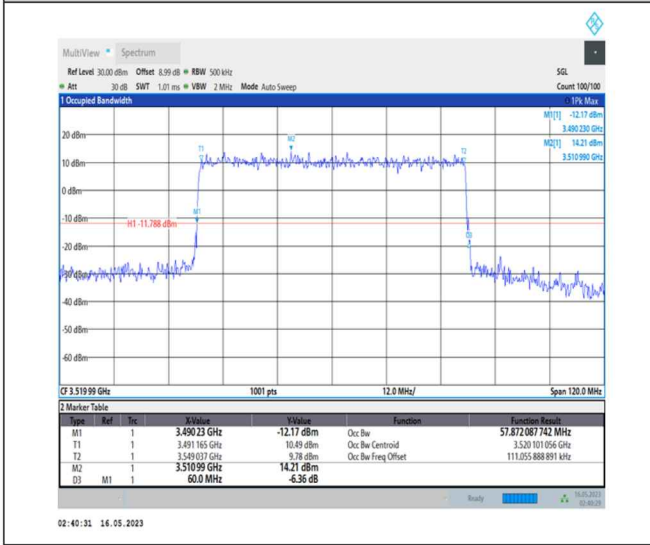 MultiView Spectrum
Ref Level 30.00 dBm Offset 8.99 dB RBW 500 kHz SGL
Att 30 dB SWT 1.01 ms VBW 2 MHz Mode Auto Sweep Count 100/100
1 Occupied Bandwidth 1Pk Max
M1[1] -12.17 dBm
3.490 230 GHz
M2[1] 14.21 dBm
3.510 990 GHz
20 dBm
T1
M2
T2
10 dBm
0 dBm
-10 dBm
M1
H1 -11.788 dBm
-20 dBm
D3
-30 dBm
-40 dBm
-50 dBm
-60 dBm
CF 3.519 99 GHz 1001 pts 12.0 MHz/ Span 120.0 MHz
2 Marker Table
Type Ref Trc X-Value Y-Value Function Function Result
M1 1 3.490 23 GHz -12.17 dBm Occ Bw 57.872 087 742 MHz
T1 1 3.491 165 GHz 10.49 dBm Occ Bw Centroid 3.520 101 056 GHz
T2 1 3.549 037 GHz 9.78 dBm Occ Bw Freq Offset 111.055 888 891 kHz
M2 1 3.510 99 GHz 14.21 dBm
D3 M1 1 60.0 MHz -6.36 dB
Ready 16.05.2023
02:40:29
02:40:31 16.05.2023